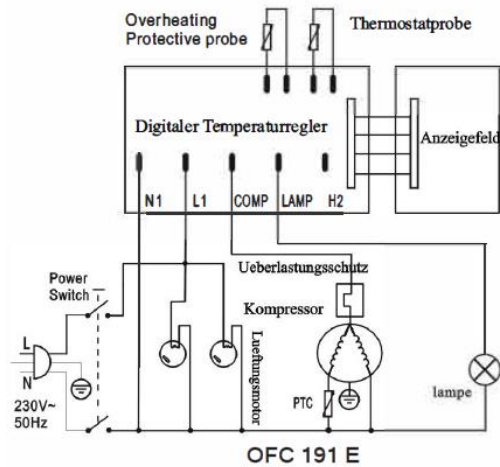 Overheating
Protective probe
Thermostatprobe
Digitaler Temperaturregler
Anzeigefeld
N1 L1 COMP LAMP H2
Ueberlastungsschutz
Power
Switch
Kompressor
Lueftungsmotor
L
N
PTC
lampe
230V~
50Hz
OFC 191 E